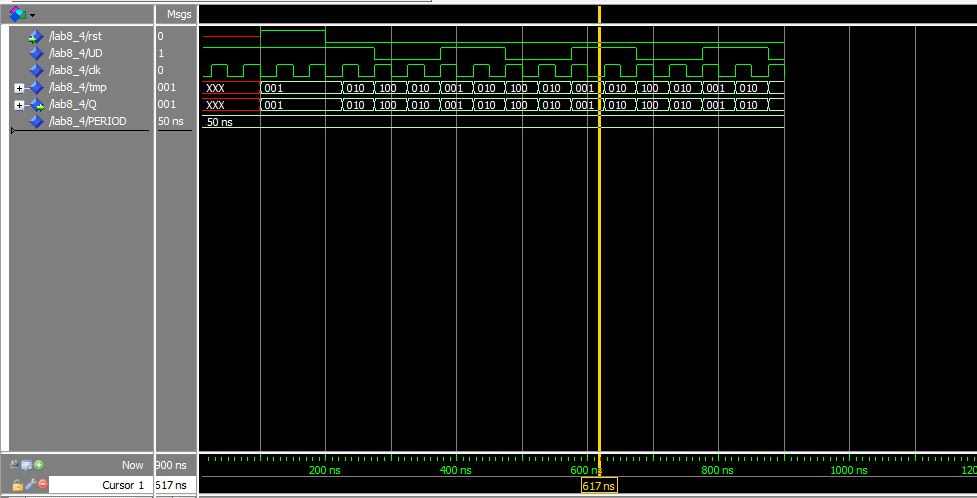 Msgs
/lab8_4/rst 0
/lab8_4/UD 1
/lab8_4/clk 0
/lab8_4/tmp 001 XXX 001 010 100 010 001 010 100 010 001 010 100 010 001 010
/lab8_4/Q 001 XXX 001 010 100 010 001 010 100 010 001 010 100 010 001 010
/lab8_4/PERIOD 50 ns 50 ns
Now 900 ns 200 ns 400 ns 600 ns 800 ns 1000 ns 120
Cursor 1 617 ns 617 ns